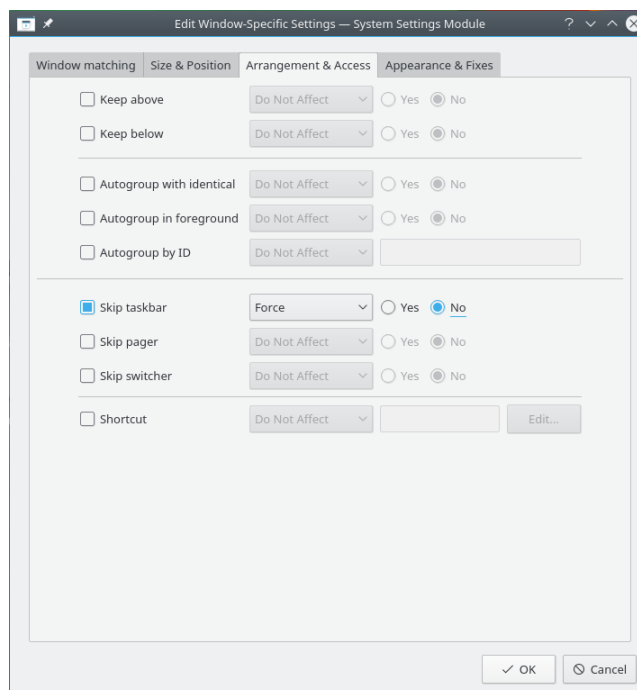 Edit Window-Specific Settings — System Settings Module ?
Window matching Size & Position Arrangement & Access Appearance & Fixes
Keep above Do Not Affect Yes No
Keep below Do Not Affect Yes No
Autogroup with identical Do Not Affect Yes No
Autogroup in foreground Do Not Affect Yes No
Autogroup by ID Do Not Affect
Skip taskbar Force Yes No
Skip pager Do Not Affect Yes No
Skip switcher Do Not Affect Yes No
Shortcut Do Not Affect Edit...
OK Cancel